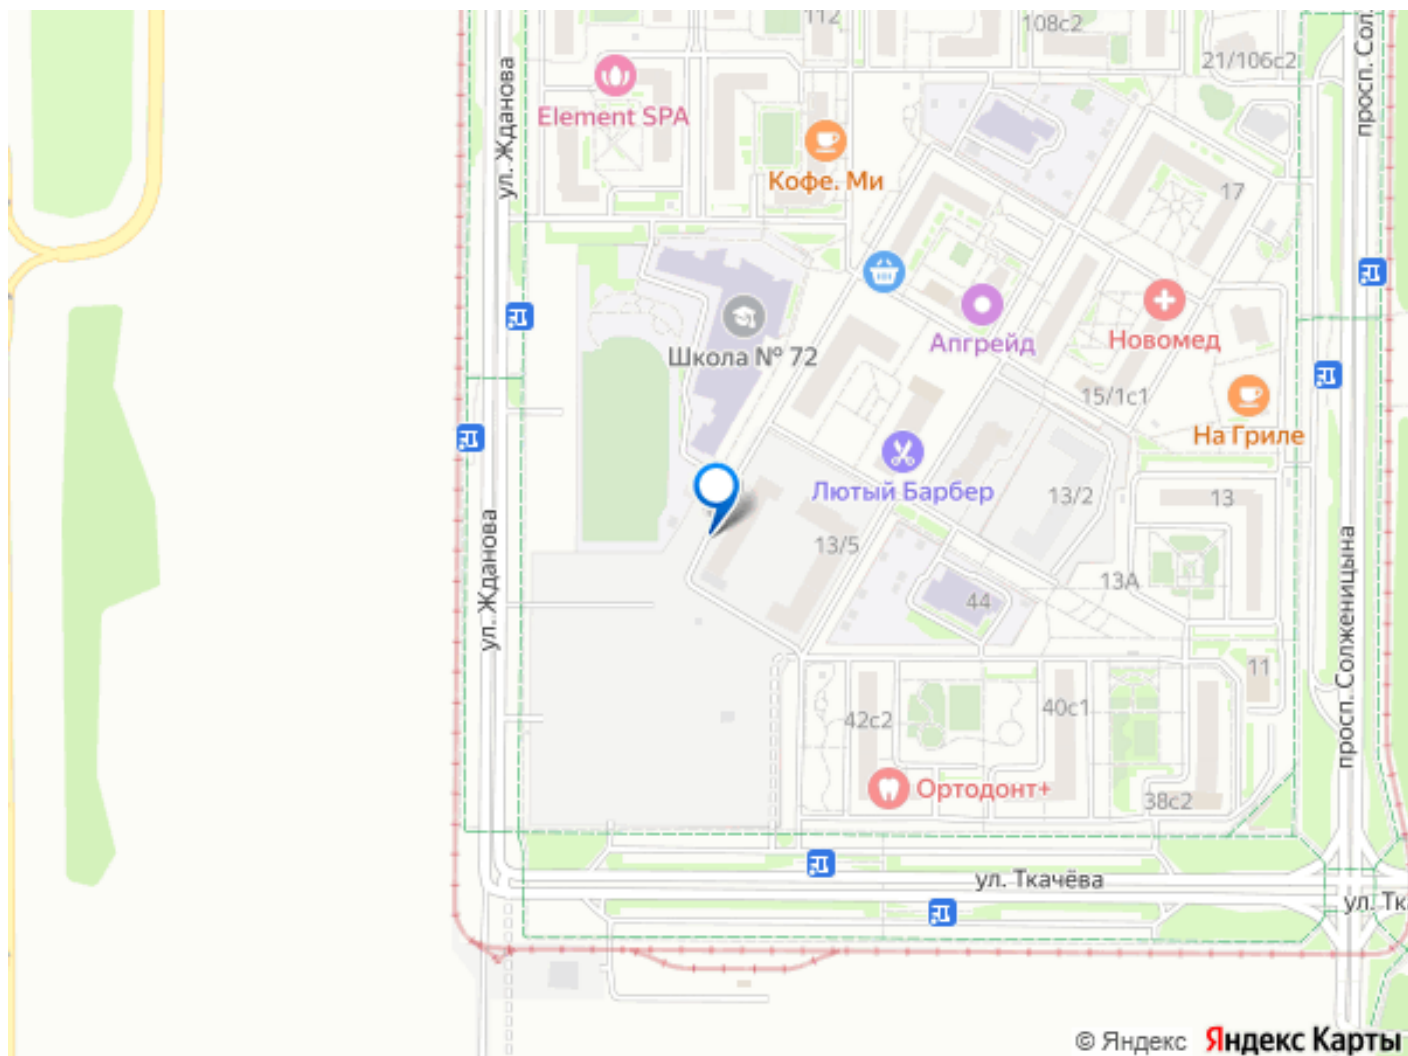 112
108с2
21/106с2
просп. Сол.
ул. Жданова
Element SPA
Кофе. Ми
17
Школа № 72
Апгрейд
Новомед
15/1с1
На Гриле
Лютый Барбер
13/2
13
13/5
13А
44
ул. Жданова
просп. Солженицына
11
42с2
40с1
Ортодонт+
38с2
ул. Ткачёва
ул. Тк
© Яндекс Яндекс Карты